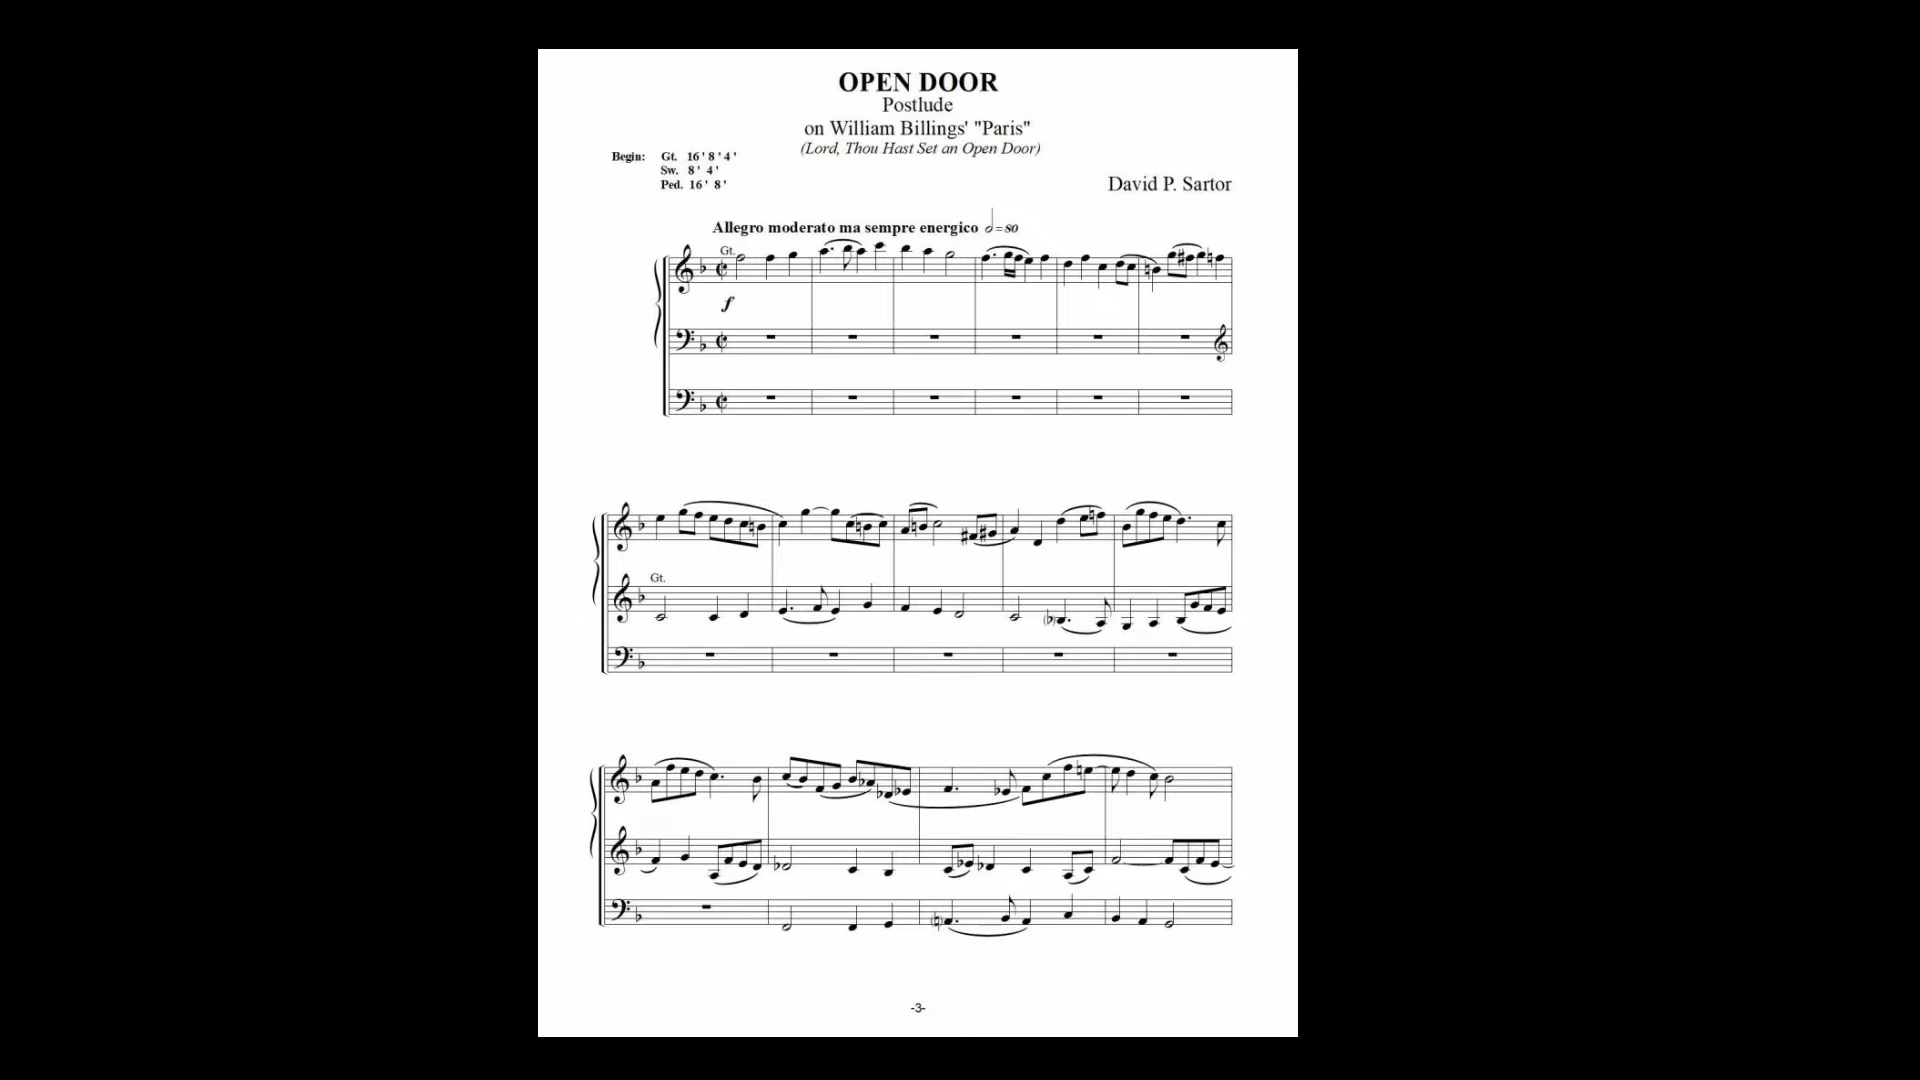 OPEN DOOR
Postlude
on William Billings' "Paris"
(Lord, Thou Hast Set an Open Door)
Begin: Gt. 16' 8' 4'
Sw. 8' 4'
Ped. 16' 8'
David P. Sartor
Allegro moderato ma sempre energico 𝅗𝅥=80
Gt.
f
Gt.
-3-